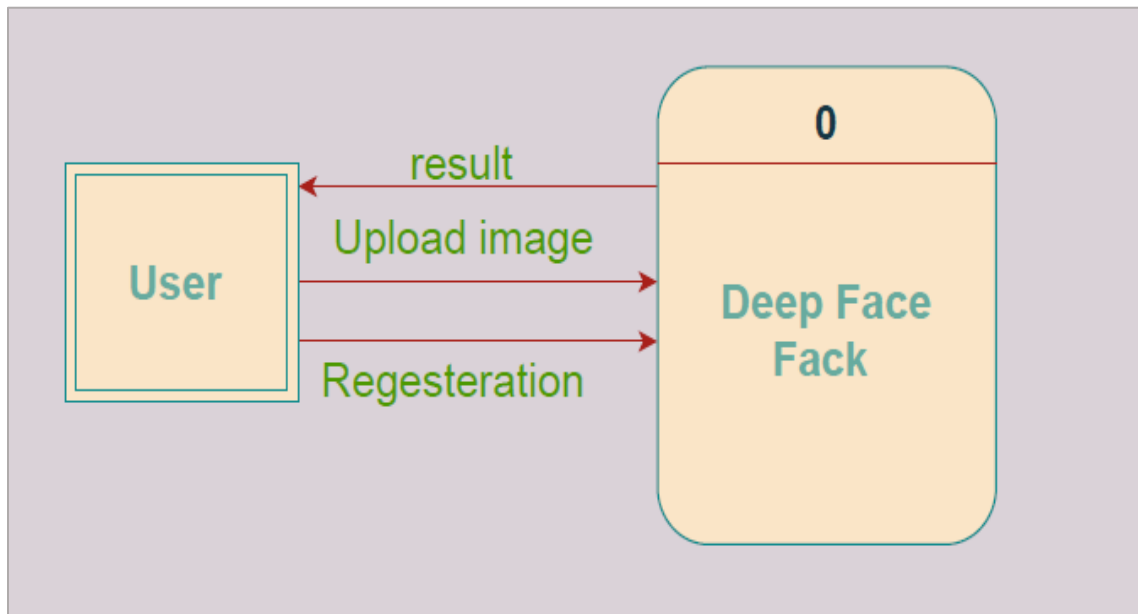 0
result
Upload image
User
Deep Face
Fack
Regesteration